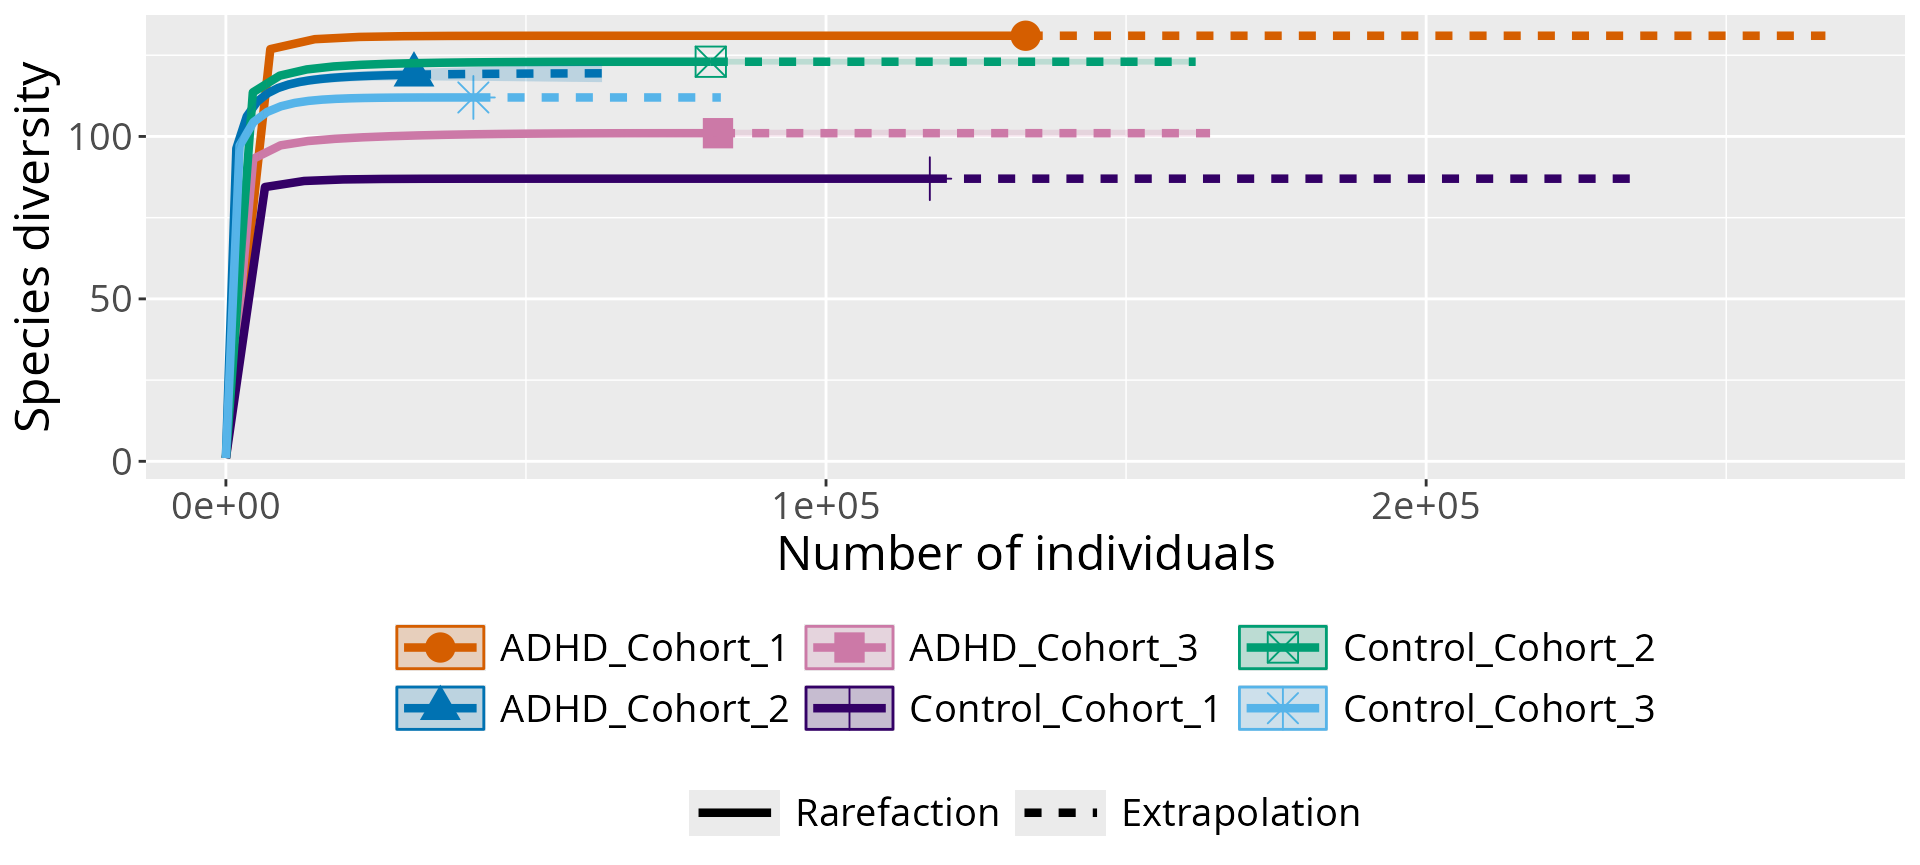 Species diversity
100
50
0
0e+00 1e+05 2e+05
Number of individuals
ADHD_Cohort_1 ADHD_Cohort_3 Control_Cohort_2
ADHD_Cohort_2 Control_Cohort_1 Control_Cohort_3
Rarefaction Extrapolation